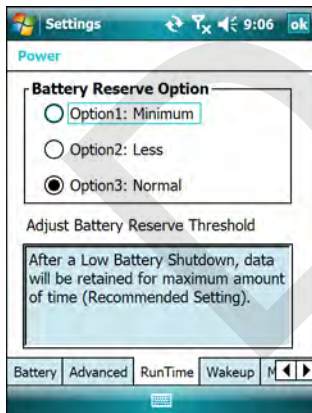 Settings 9:06 ok
Power
Battery Reserve Option
Option1: Minimum
Option2: Less
Option3: Normal
Adjust Battery Reserve Threshold
After a Low Battery Shutdown, data
will be retained for maximum amount
of time (Recommended Setting).
Battery Advanced RunTime Wakeup